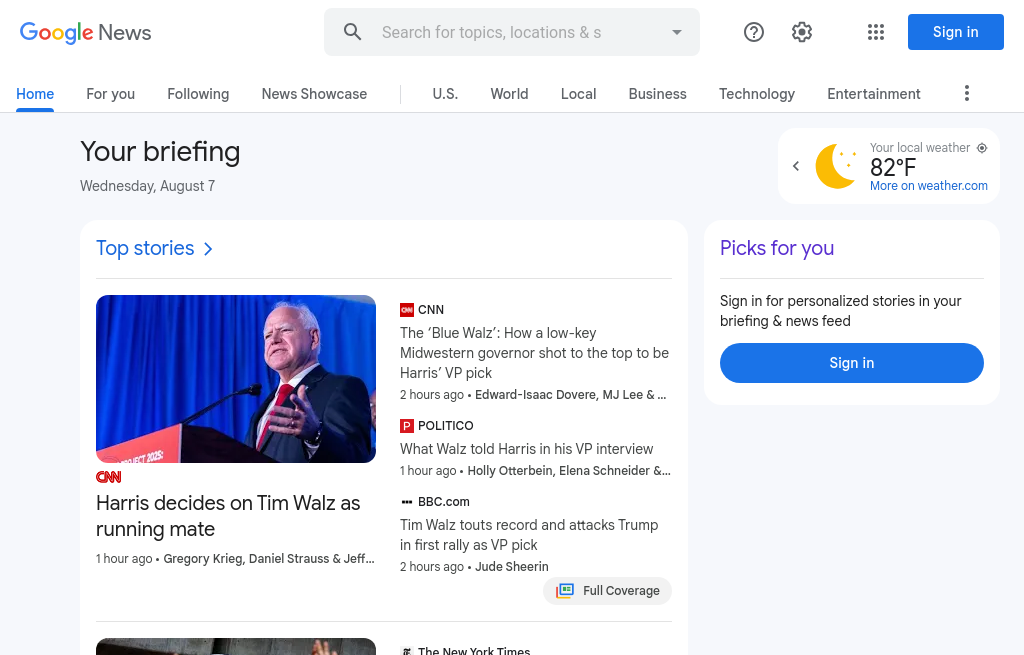 Google News
Search for topics, locations & s
Sign in
Home
For you
Following
News Showcase
U.S.
World
Local
Business
Technology
Entertainment
Your briefing
Wednesday, August 7
Your local weather
82°F
More on weather.com
Top stories
Picks for you
Sign in for personalized stories in your
briefing & news feed
Sign in
PROJECT 2025:
CNN
Harris decides on Tim Walz as
running mate
1 hour ago • Gregory Krieg, Daniel Strauss & Jeff...
CNN CNN
The ‘Blue Walz’: How a low-key
Midwestern governor shot to the top to be
Harris’ VP pick
2 hours ago • Edward-Isaac Dovere, MJ Lee & ...
P POLITICO
What Walz told Harris in his VP interview
1 hour ago • Holly Otterbein, Elena Schneider &...
BBC.com
Tim Walz touts record and attacks Trump
in first rally as VP pick
2 hours ago • Jude Sheerin
Full Coverage
The New York Times